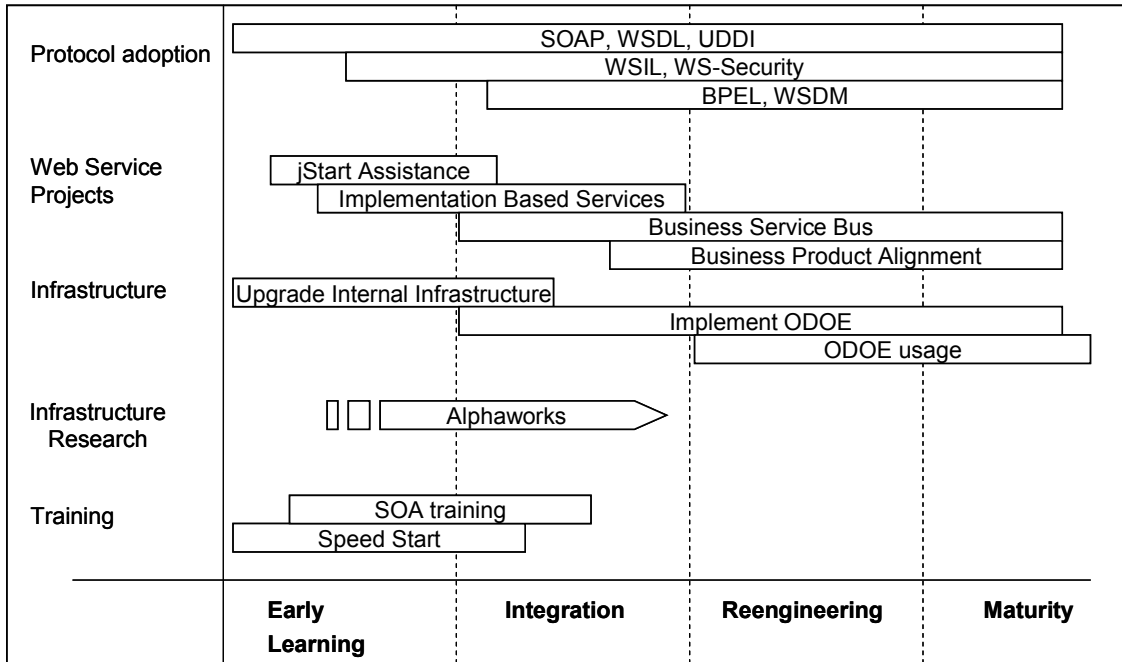 Protocol adoption
SOAP, WSDL, UDDI
WSIL, WS-Security
BPEL, WSDM
Web Service
Projects
jStart Assistance
Implementation Based Services
Business Service Bus
Business Product Alignment
Infrastructure
Upgrade Internal Infrastructure
Implement ODOE
ODOE usage
Infrastructure
Research
Alphaworks
Training
SOA training
Speed Start
Early
Learning
Integration
Reengineering
Maturity